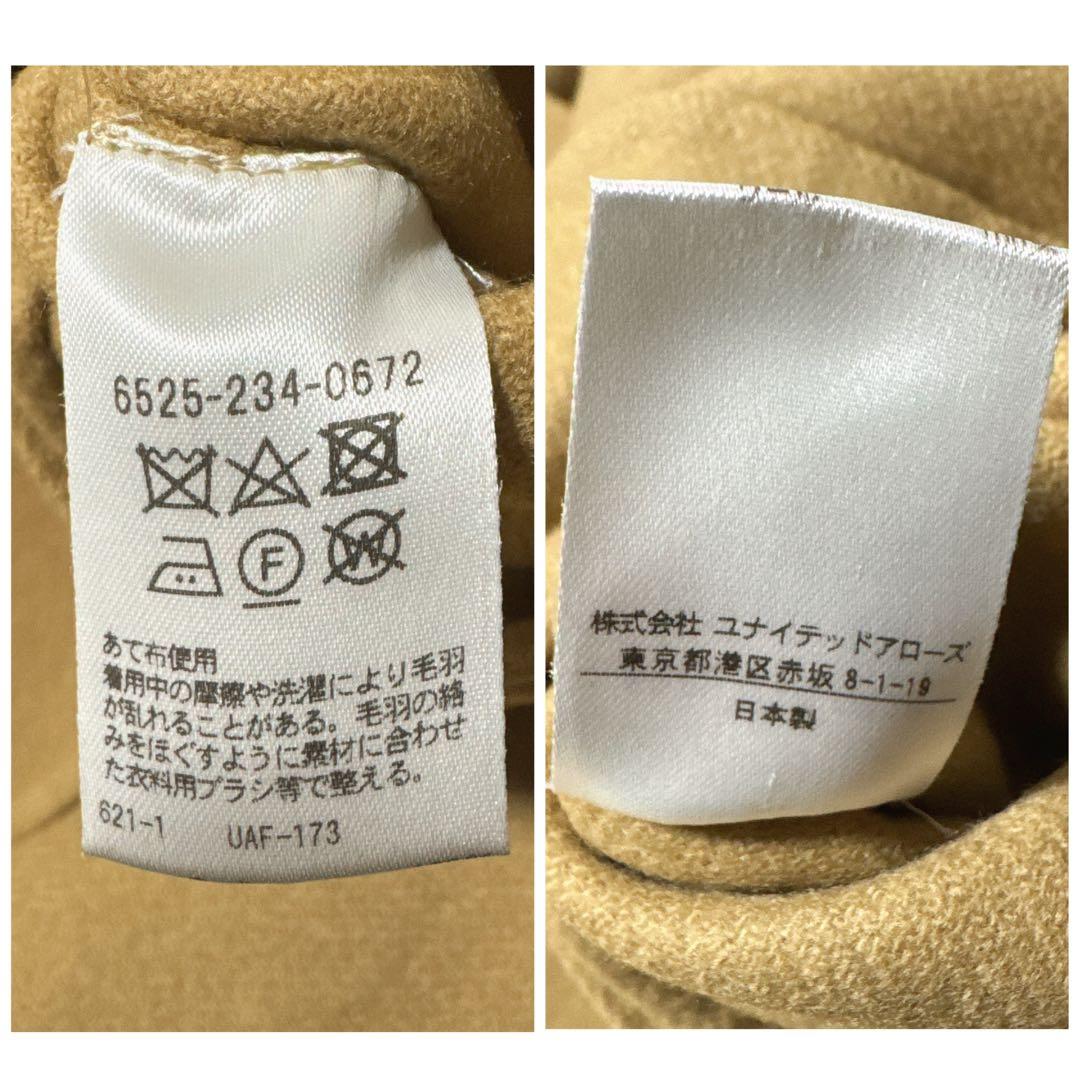 6525-234-0672
F
W
あて布使用
着用中の摩擦や洗濯により毛羽
が乱れることがある。毛羽の絡
みをほぐすように素材に合わせ
た衣料用ブラシ等で整える。
621-1 UAF-173
株式会社 ユナイテッドアローズ
東京都港区赤坂 8-1-19
日本製